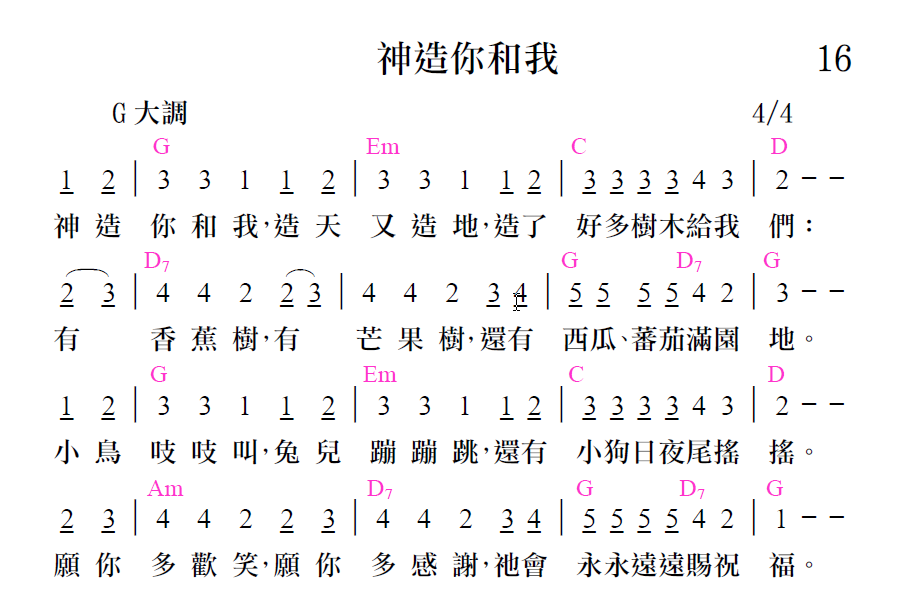 神造你和我 16
G 大調 4/4
G Em C D
1 2 | 3 3 1 1 2 | 3 3 1 1 2 | 3 3 3 3 4 3 | 2 - -
神造 你和我，造天 又造地，造了 好多樹木給我 們：
D7 G D7 G
2 3 | 4 4 2 2 3 | 4 4 2 3 4 | 5 5 5 5 4 2 | 3 - -
有 香蕉樹，有 芒果樹，還有 西瓜、蕃茄滿園 地。
G Em C D
1 2 | 3 3 1 1 2 | 3 3 1 1 2 | 3 3 3 3 4 3 | 2 - -
小鳥 吱吱叫，兔兒 蹦蹦跳，還有 小狗日夜尾搖 搖。
Am D7 G D7 G
2 3 | 4 4 2 2 3 | 4 4 2 3 4 | 5 5 5 5 4 2 | 1 - -
願你 多歡笑，願你 多感謝，祂會 永永遠遠賜祝 福。